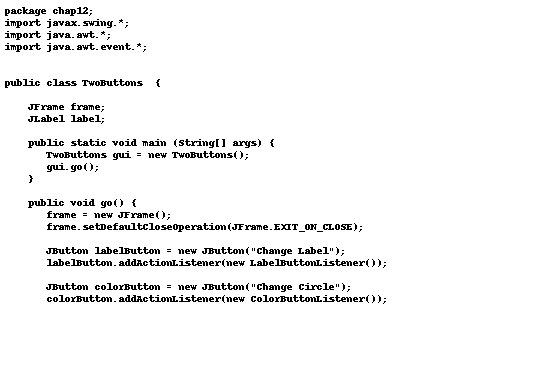 package chap12;
import javax.swing.*;
import java.awt.*;
import java.awt.event.*;
public class TwoButtons  {
JFrame frame;
JLabel label;
public static void main (String[] args) {
TwoButtons gui = new TwoButtons();
gui.go();
}
public void go() {
frame = new JFrame();
frame.setDefaultCloseOperation(JFrame.EXIT_ON_CLOSE);
JButton labelButton = new JButton("Change Label");
labelButton.addActionListener(new LabelButtonListener());
JButton colorButton = new JButton("Change Circle");
colorButton.addActionListener(new ColorButtonListener());